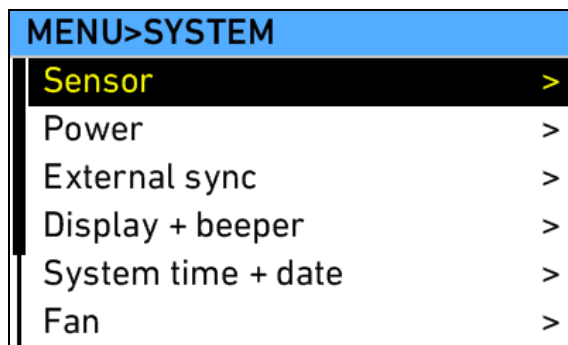 MENU>SYSTEM
Sensor >
Power >
External sync >
Display + beeper >
System time + date >
Fan >